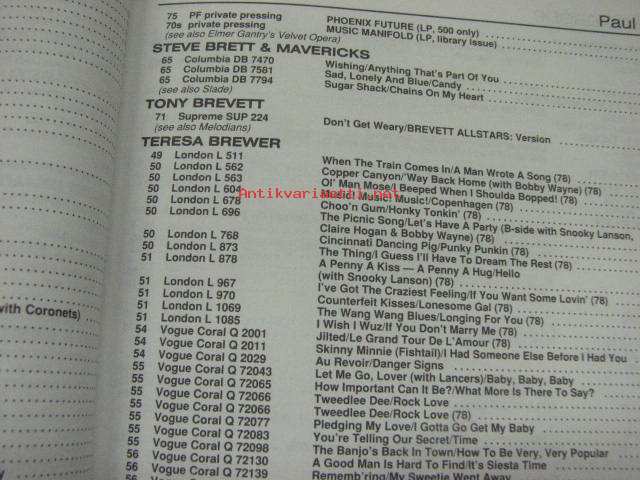 Paul
75 PF private pressing PHOENIX FUTURE (LP, 500 only)
70s private pressing MUSIC MANIFOLD (LP, library issue)
(see also Elmer Gantry's Velvet Opera)
STEVE BRETT & MAVERICKS
65 Columbia DB 7470 Wishing/Anything That's Part Of You
65 Columbia DB 7581 Sad, Lonely And Blue/Candy
65 Columbia DB 7794 Sugar Shack/Chains On My Heart
(see also Slade)
TONY BREVETT
71 Supreme SUP 224 Don't Get Weary/BREVETT ALLSTARS: Version
(see also Melodians)
TERESA BREWER
49 London L 511 When The Train Comes In/A Man Wrote A Song (78)
50 London L 562 Copper Canyon/'Way Back Home (with Bobby Wayne) (78)
50 London L 563 Ol' Man Mose/I Beeped When I Shoulda Bopped! (78)
50 London L 604 Music! Music! Music!/Copenhagen (78)
50 London L 678 Choo'n Gum/Honky Tonkin' (78)
50 London L 696 The Picnic Song/Let's Have A Party (B-side with Snooky Lanson,
Claire Hogan & Bobby Wayne) (78)
50 London L 768 Cincinnati Dancing Pig/Punky Punkin (78)
50 London L 873 The Thing/I Guess I'll Have To Dream The Rest (78)
51 London L 878 A Penny A Kiss — A Penny A Hug/Hello
(with Snooky Lanson) (78)
51 London L 967 I've Got The Craziest Feeling/If You Want Some Lovin' (78)
51 London L 970 Counterfeit Kisses/Lonesome Gal (78)
51 London L 1069 The Wang Wang Blues/Longing For You (78)
51 London L 1085 I Wish I Wuz/If You Don't Marry Me (78)
54 Vogue Coral Q 2001 Jilted/Le Grand Tour De L'Amour (78)
54 Vogue Coral Q 2011 Skinny Minnie (Fishtail)/I Had Someone Else Before I Had You
54 Vogue Coral Q 2029 Au Revoir/Danger Signs
55 Vogue Coral Q 72043 Let Me Go, Lover (with Lancers)/Baby, Baby, Baby
55 Vogue Coral Q 72065 How Important Can It Be?/What More Is There To Say?
55 Vogue Coral Q 72066 Tweedlee Dee/Rock Love
55 Vogue Coral Q 72066 Tweedlee Dee/Rock Love (78)
55 Vogue Coral Q 72077 Pledging My Love/I Gotta Go Get My Baby
55 Vogue Coral Q 72083 You're Telling Our Secret/Time
55 Vogue Coral Q 72098 The Banjo's Back In Town/How To Be Very, Very Popular
56 Vogue Coral Q 72130 A Good Man Is Hard To Find/It's Siesta Time
56 Vogue Coral Q 72139 Rememb'ring/My Sweetie Went Away
with Coronets)
Antikvariaatti.net